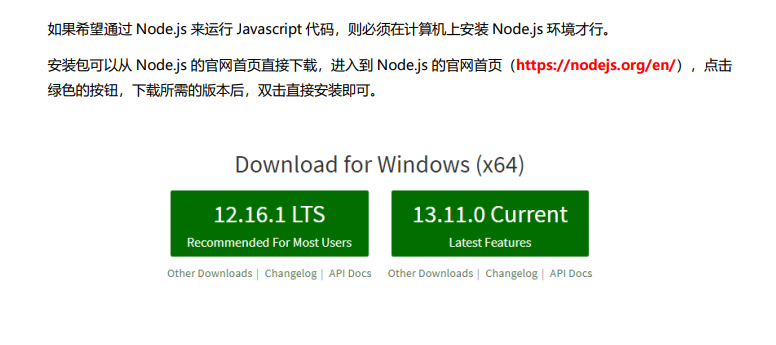 如果希望通过 Node.js 来运行 Javascript 代码，则必须在计算机上安装 Node.js 环境才行。
安装包可以从 Node.js 的官网首页直接下载，进入到 Node.js 的官网首页（https://nodejs.org/en/），点击
绿色的按钮，下载所需的版本后，双击直接安装即可。
Download for Windows (x64)
12.16.1 LTS
Recommended For Most Users
13.11.0 Current
Latest Features
Other Downloads | Changelog | API Docs
Other Downloads | Changelog | API Docs